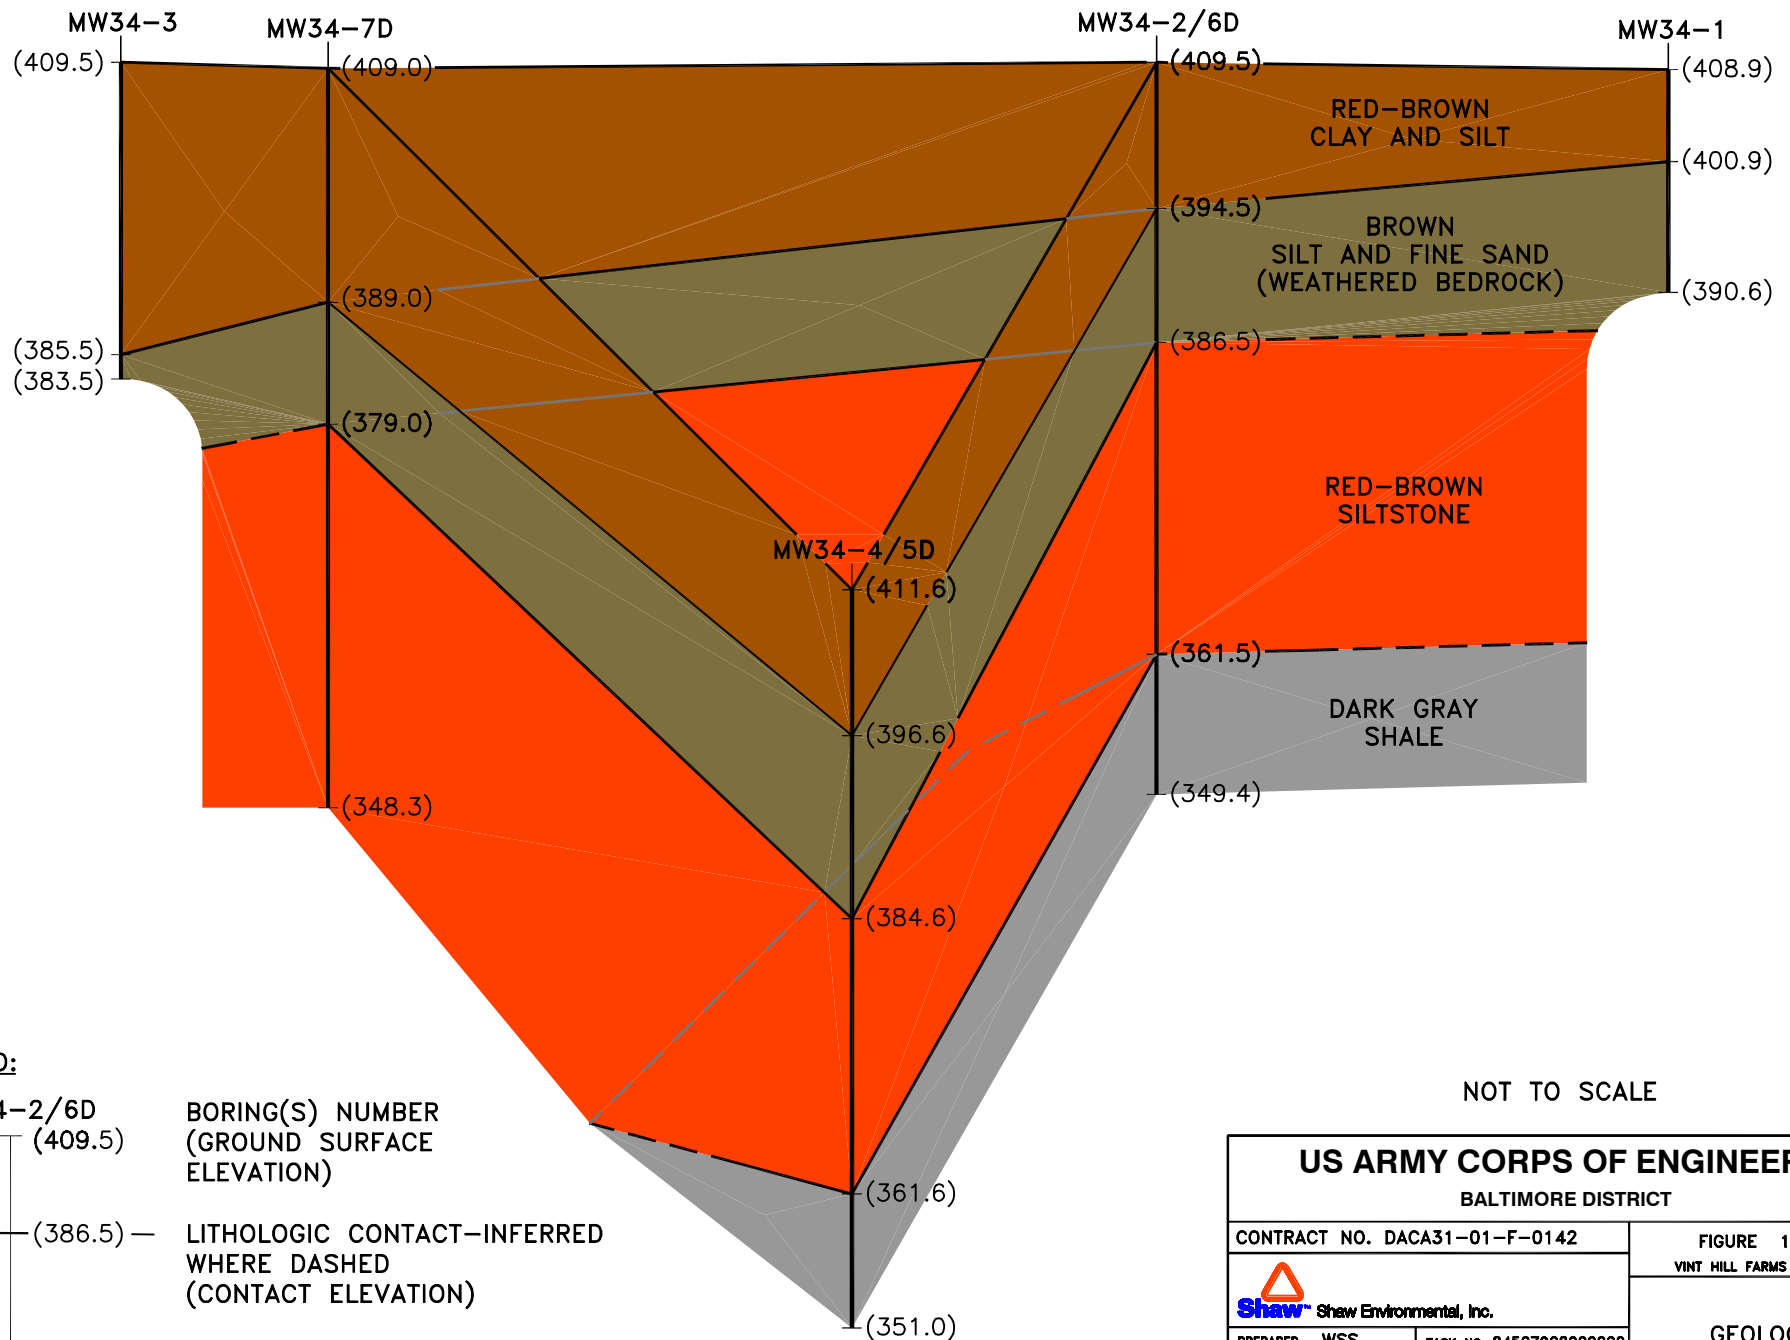 MW34-3
MW34-7D
MW34-2/6D
MW34-1
(409.5)
(409.0)
(409.5)
(408.9)
RED-BROWN
CLAY AND SILT
(400.9)
(394.5)
BROWN
SILT AND FINE SAND
(WEATHERED BEDROCK)
(389.0)
(390.6)
(385.5)
(386.5)
(383.5)
(379.0)
RED-BROWN
SILTSTONE
MW34-4/5D
(411.6)
(361.5)
DARK GRAY
SHALE
(396.6)
(349.4)
(348.3)
(384.6)
D:
4-2/6D
(409.5)
BORING(S) NUMBER
(GROUND SURFACE
ELEVATION)
(361.6)
(386.5)
LITHOLOGIC CONTACT-INFERRED
WHERE DASHED
(CONTACT ELEVATION)
(351.0)
NOT TO SCALE
US ARMY CORPS OF ENGINEER
BALTIMORE DISTRICT
CONTRACT NO. DACA31-01-F-0142
FIGURE 1
VINT HILL FARMS
Shaw™ Shaw Environmental, Inc.
GEOLOG
PREPARED WSS